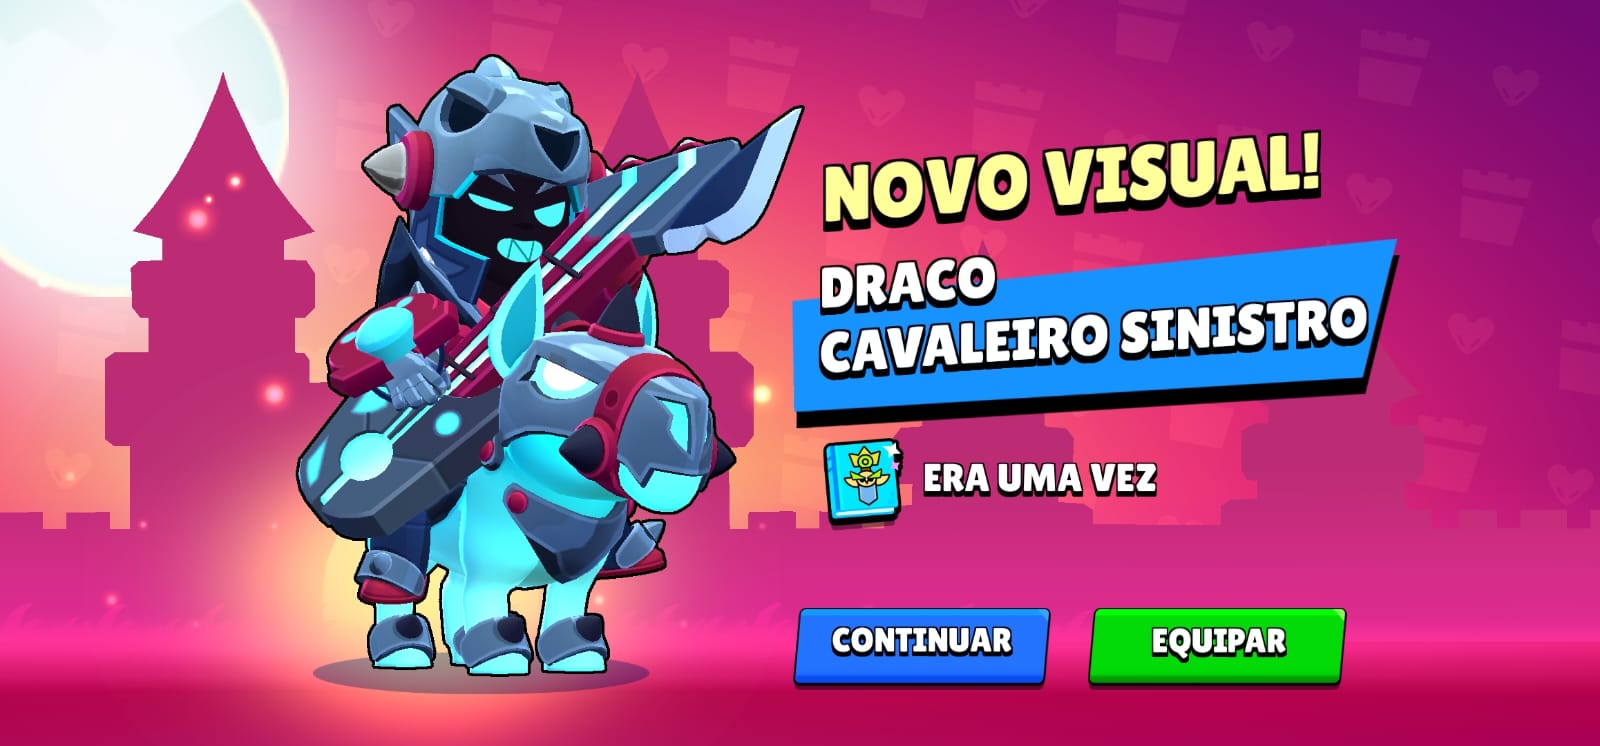 NOVO VISUAL!
DRACO
CAVALEIRO SINISTRO
ERA UMA VEZ
CONTINUAR
EQUIPAR